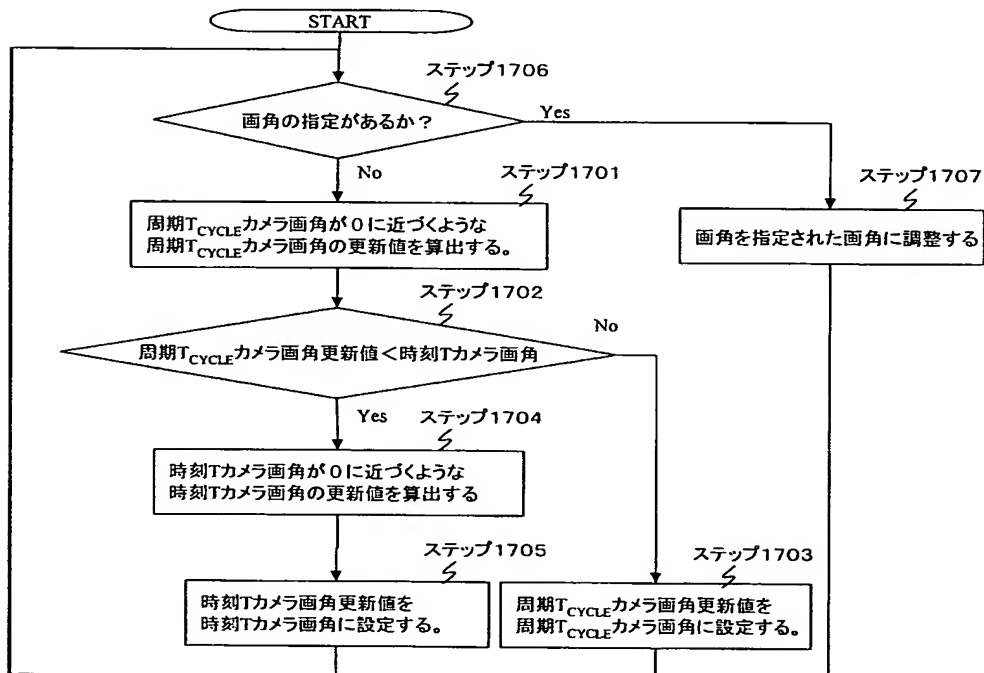 START
ステップ1706
画角の指定があるか？
Yes
No
ステップ1701
周期TCYCLEカメラ画角が０に近づくような
周期TCYCLEカメラ画角の更新値を算出する。
ステップ1707
画角を指定された画角に調整する
ステップ1702
No
周期TCYCLEカメラ画角更新値＜時刻Tカメラ画角
Yes
ステップ1704
時刻Tカメラ画角が０に近づくような
時刻Tカメラ画角の更新値を算出する
ステップ1705
時刻Tカメラ画角更新値を
時刻Tカメラ画角に設定する。
ステップ1703
周期TCYCLEカメラ画角更新値を
周期TCYCLEカメラ画角に設定する。